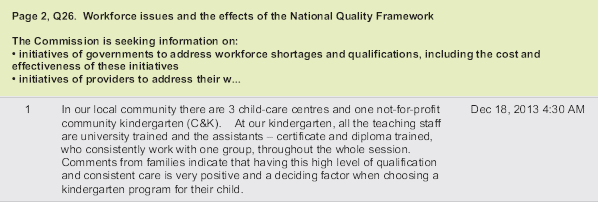 Page 2, Q26. Workforce issues and the effects of the National Quality Framework
The Commission is seeking information on:
• initiatives of governments to address workforce shortages and qualifications, including the cost and
effectiveness of these initiatives
• initiatives of providers to address their w...
1 In our local community there are 3 child-care centres and one not-for-profit Dec 18, 2013 4:30 AM
community kindergarten (C&K). At our kindergarten, all the teaching staff
are university trained and the assistants – certificate and diploma trained,
who consistently work with one group, throughout the whole session.
Comments from families indicate that having this high level of qualification
and consistent care is very positive and a deciding factor when choosing a
kindergarten program for their child.